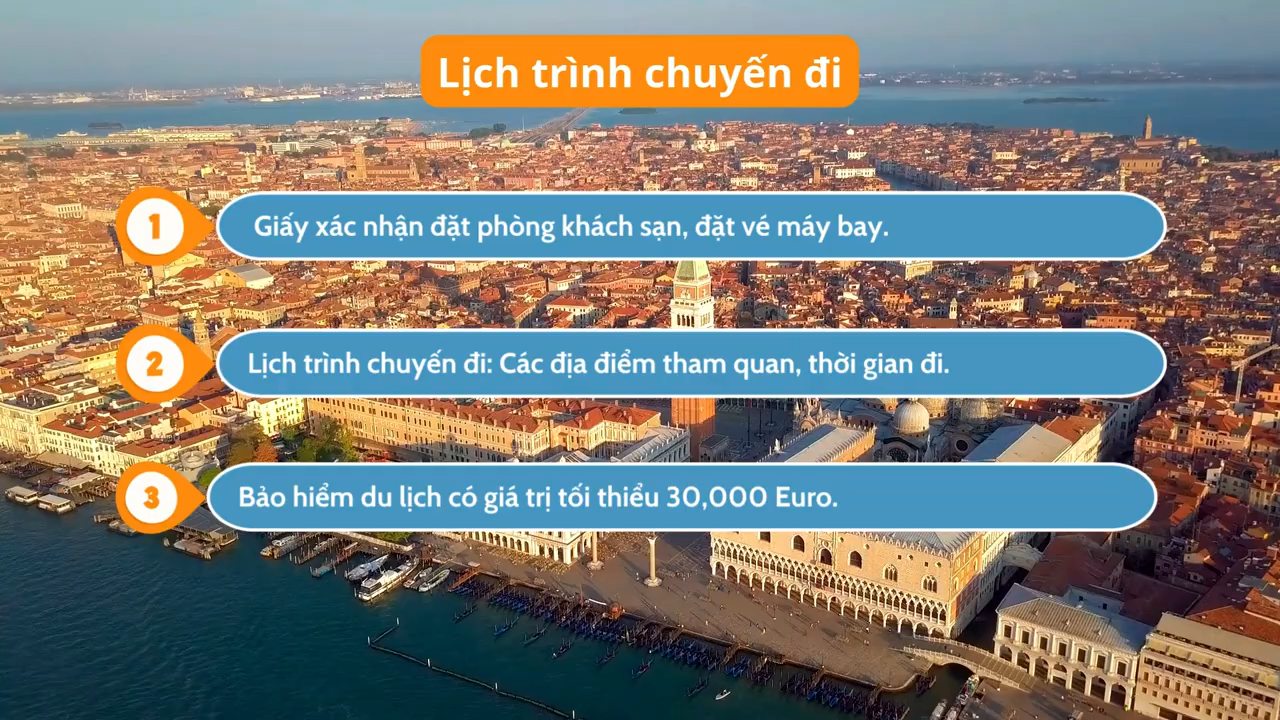 Lịch trình chuyến đi
1
Giấy xác nhận đặt phòng khách sạn, đặt vé máy bay.
2
Lịch trình chuyến đi: Các địa điểm tham quan, thời gian đi.
3
Bảo hiểm du lịch có giá trị tối thiểu 30,000 Euro.